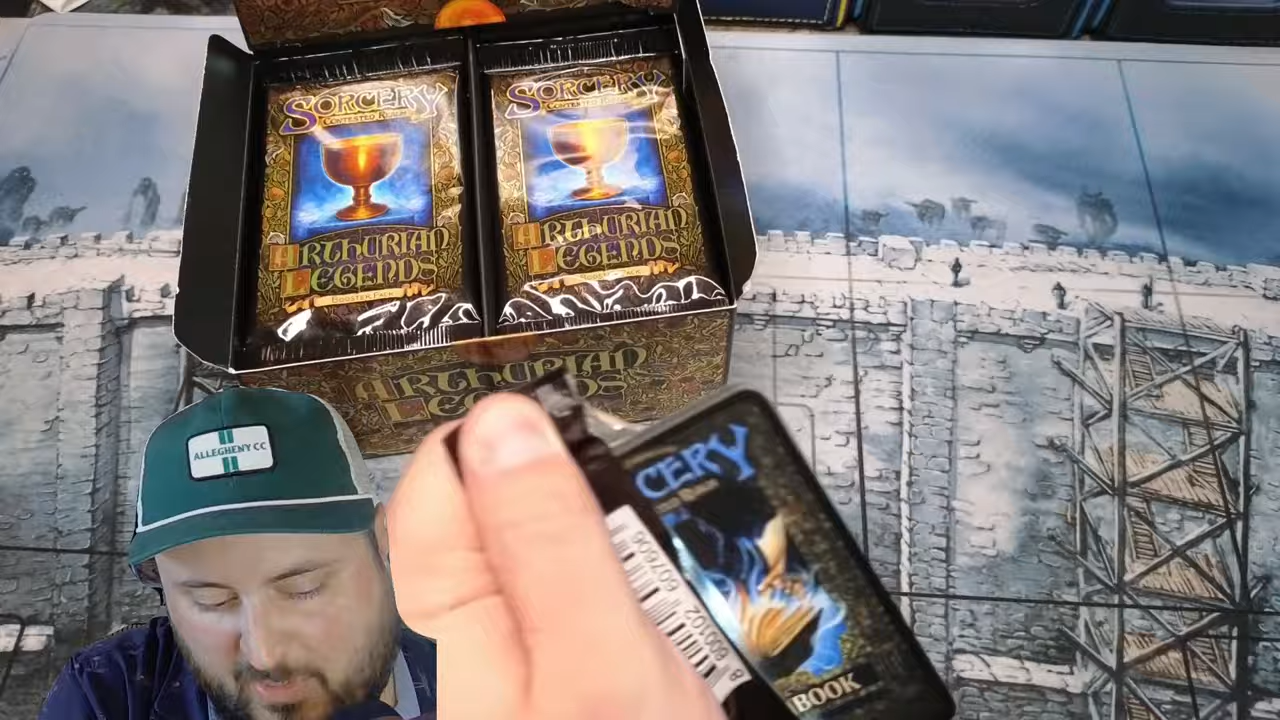 SORCERY
CONTESTED REALM
ARTHURIAN
LEGENDS
BOOSTER PACK
SORCERY
CONTESTED REALM
ARTHURIAN
LEGENDS
BOOSTER PACK
ARTHURIAN
LEGENDS
ALLEGHENY CC
CERY
BOOK